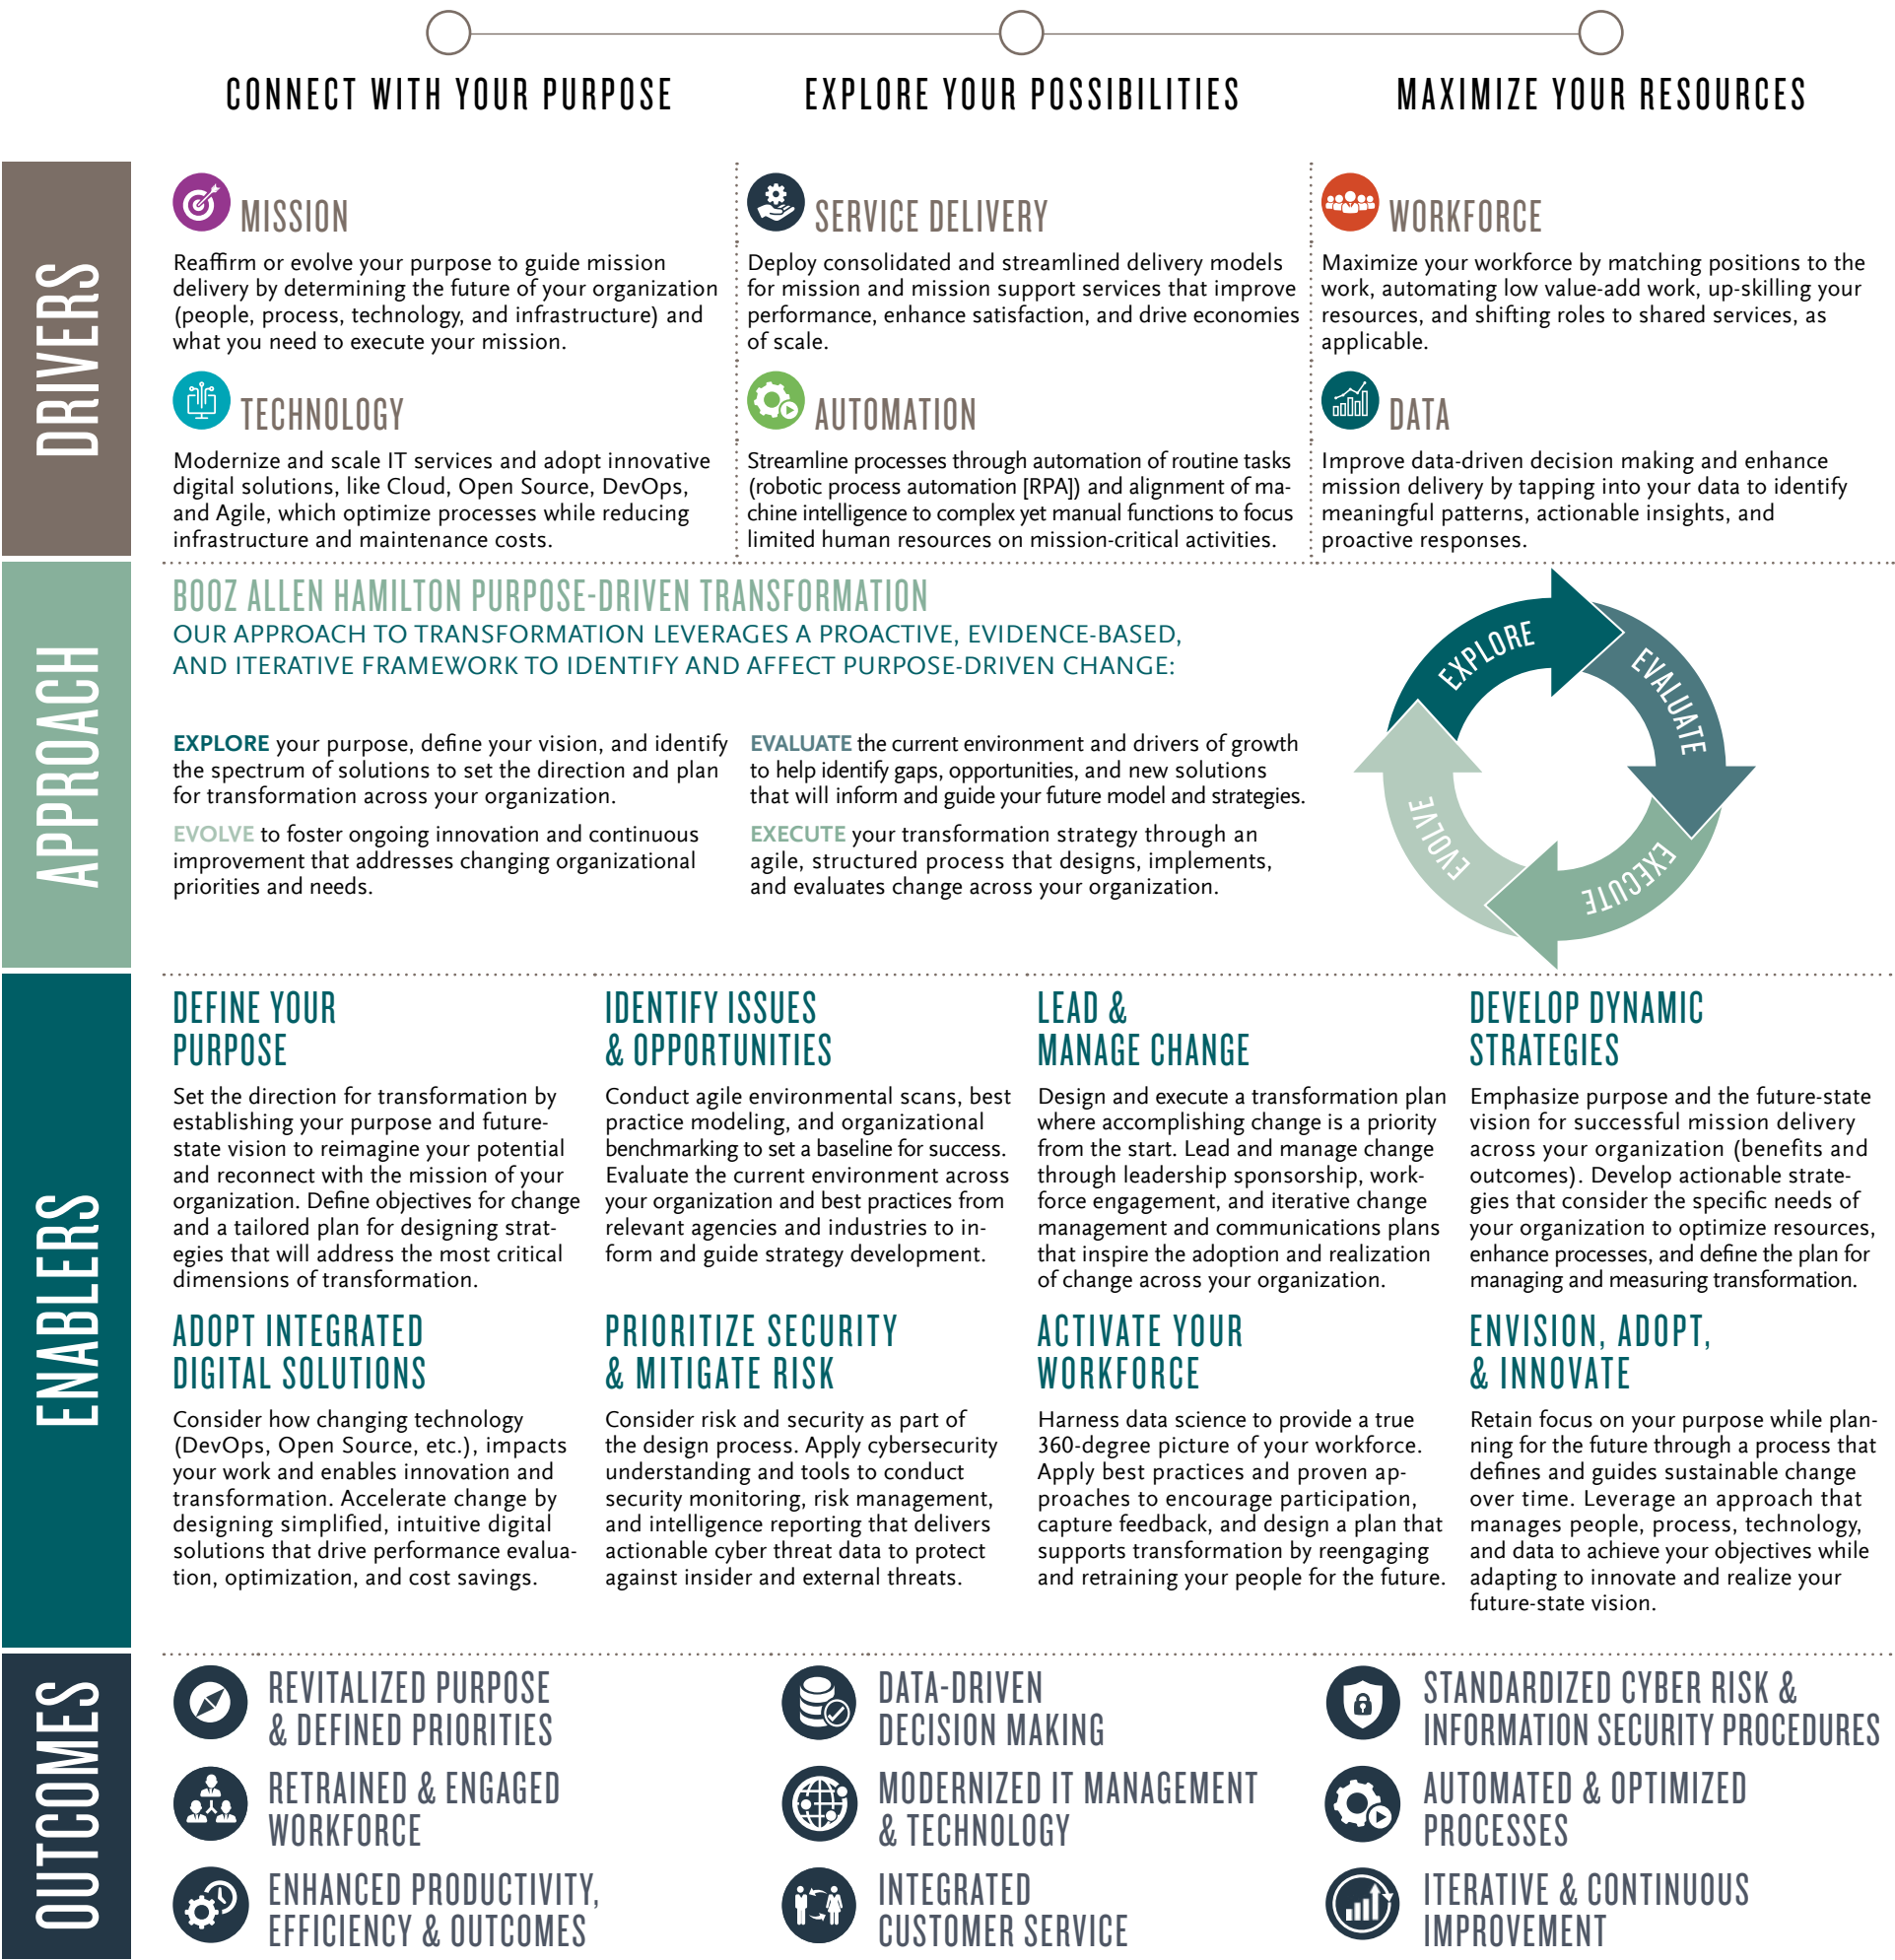 CONNECT WITH YOUR PURPOSE
EXPLORE YOUR POSSIBILITIES
MAXIMIZE YOUR RESOURCES
DRIVERS
MISSION
Reaffirm or evolve your purpose to guide mission
delivery by determining the future of your organization
(people, process, technology, and infrastructure) and
what you need to execute your mission.
SERVICE DELIVERY
Deploy consolidated and streamlined delivery models
for mission and mission support services that improve
performance, enhance satisfaction, and drive economies
of scale.
WORKFORCE
Maximize your workforce by matching positions to the
work, automating low value-add work, up-skilling your
resources, and shifting roles to shared services, as
applicable.
TECHNOLOGY
Modernize and scale IT services and adopt innovative
digital solutions, like Cloud, Open Source, DevOps,
and Agile, which optimize processes while reducing
infrastructure and maintenance costs.
AUTOMATION
Streamline processes through automation of routine tasks
(robotic process automation [RPA]) and alignment of ma-
chine intelligence to complex yet manual functions to focus
limited human resources on mission-critical activities.
DATA
Improve data-driven decision making and enhance
mission delivery by tapping into your data to identify
meaningful patterns, actionable insights, and
proactive responses.
APPROACH
BOOZ ALLEN HAMILTON PURPOSE-DRIVEN TRANSFORMATION
OUR APPROACH TO TRANSFORMATION LEVERAGES A PROACTIVE, EVIDENCE-BASED,
AND ITERATIVE FRAMEWORK TO IDENTIFY AND AFFECT PURPOSE-DRIVEN CHANGE:
EXPLORE your purpose, define your vision, and identify
the spectrum of solutions to set the direction and plan
for transformation across your organization.
EVALUATE the current environment and drivers of growth
to help identify gaps, opportunities, and new solutions
that will inform and guide your future model and strategies.
EVOLVE to foster ongoing innovation and continuous
improvement that addresses changing organizational
priorities and needs.
EXECUTE your transformation strategy through an
agile, structured process that designs, implements,
and evaluates change across your organization.
EXPLORE
EVALUATE
EXECUTE
EVOLVE
ENABLERS
DEFINE YOUR
PURPOSE
Set the direction for transformation by
establishing your purpose and future-
state vision to reimagine your potential
and reconnect with the mission of your
organization. Define objectives for change
and a tailored plan for designing strat-
egies that will address the most critical
dimensions of transformation.
IDENTIFY ISSUES
& OPPORTUNITIES
Conduct agile environmental scans, best
practice modeling, and organizational
benchmarking to set a baseline for success.
Evaluate the current environment across
your organization and best practices from
relevant agencies and industries to in-
form and guide strategy development.
LEAD &
MANAGE CHANGE
Design and execute a transformation plan
where accomplishing change is a priority
from the start. Lead and manage change
through leadership sponsorship, work-
force engagement, and iterative change
management and communications plans
that inspire the adoption and realization
of change across your organization.
DEVELOP DYNAMIC
STRATEGIES
Emphasize purpose and the future-state
vision for successful mission delivery
across your organization (benefits and
outcomes). Develop actionable strate-
gies that consider the specific needs of
your organization to optimize resources,
enhance processes, and define the plan for
managing and measuring transformation.
ADOPT INTEGRATED
DIGITAL SOLUTIONS
Consider how changing technology
(DevOps, Open Source, etc.), impacts
your work and enables innovation and
transformation. Accelerate change by
designing simplified, intuitive digital
solutions that drive performance evalua-
tion, optimization, and cost savings.
PRIORITIZE SECURITY
& MITIGATE RISK
Consider risk and security as part of
the design process. Apply cybersecurity
understanding and tools to conduct
security monitoring, risk management,
and intelligence reporting that delivers
actionable cyber threat data to protect
against insider and external threats.
ACTIVATE YOUR
WORKFORCE
Harness data science to provide a true
360-degree picture of your workforce.
Apply best practices and proven ap-
proaches to encourage participation,
capture feedback, and design a plan that
supports transformation by reengaging
and retraining your people for the future.
ENVISION, ADOPT,
& INNOVATE
Retain focus on your purpose while plan-
ning for the future through a process that
defines and guides sustainable change
over time. Leverage an approach that
manages people, process, technology,
and data to achieve your objectives while
adapting to innovate and realize your
future-state vision.
OUTCOMES
REVITALIZED PURPOSE
& DEFINED PRIORITIES
DATA-DRIVEN
DECISION MAKING
STANDARDIZED CYBER RISK &
INFORMATION SECURITY PROCEDURES
RETRAINED & ENGAGED
WORKFORCE
MODERNIZED IT MANAGEMENT
& TECHNOLOGY
AUTOMATED & OPTIMIZED
PROCESSES
ENHANCED PRODUCTIVITY,
EFFICIENCY & OUTCOMES
INTEGRATED
CUSTOMER SERVICE
ITERATIVE & CONTINUOUS
IMPROVEMENT